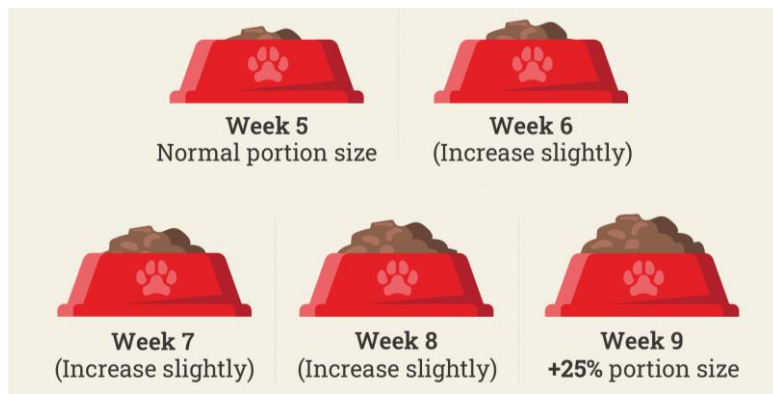 Week 5
Normal portion size
Week 6
(Increase slightly)
Week 7
(Increase slightly)
Week 8
(Increase slightly)
Week 9
+25% portion size